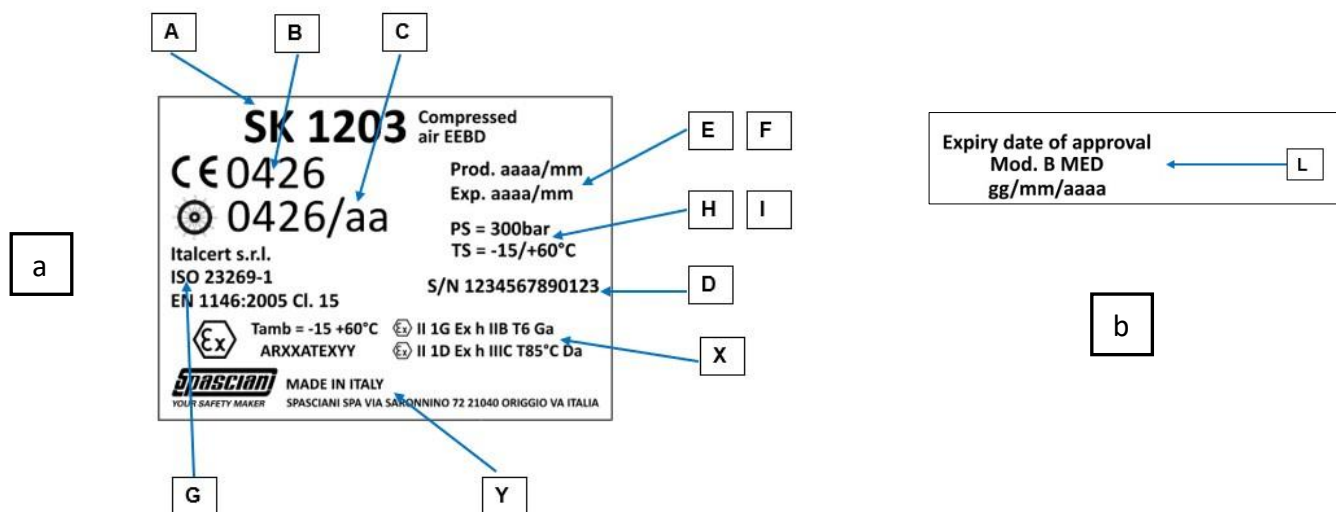 A B C
SK 1203 Compressed
air EEBD
E F
CE 0426
Prod. aaaa/mm
Exp. aaaa/mm
0426/aa
H I
PS = 300bar
TS = -15/+60°C
Italcert s.r.l.
ISO 23269-1
EN 1146:2005 Cl. 15
S/N 1234567890123
D
Ex
Tamb = -15 +60°C
ARXXATEXYY
Ex II 1G Ex h IIB T6 Ga
Ex II 1D Ex h IIIC T85°C Da
X
Spasciani
YOUR SAFETY MAKER
MADE IN ITALY
SPASCIANI SPA VIA SARONNINO 72 21040 ORIGGIO VA ITALIA
G Y
a
Expiry date of approval
Mod. B MED
gg/mm/aaaa
L
b